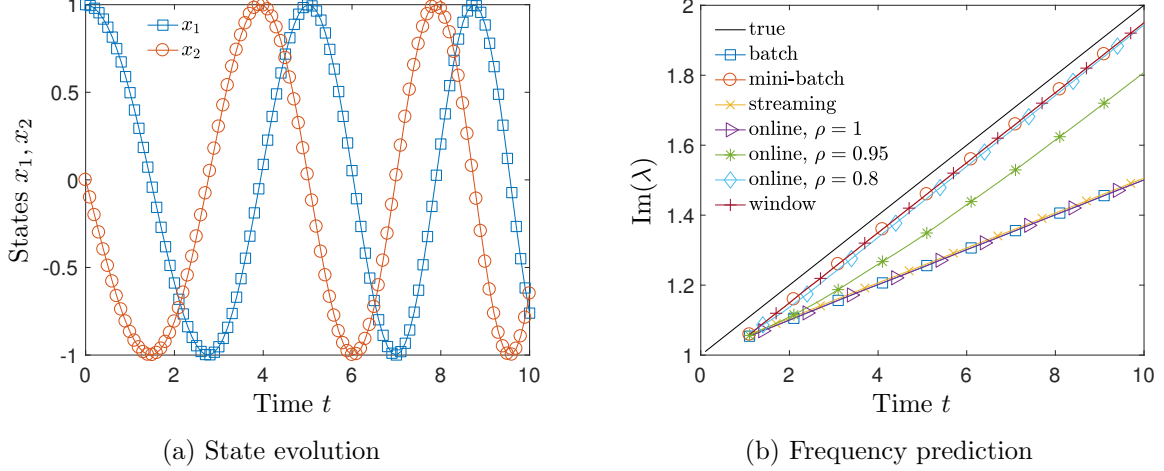 States x₁, x₂
1
0.5
0
-0.5
-1
x₁
x₂
0 2 4 6 8 10
Time t
(a) State evolution
Im(λ)
2
1.8
1.6
1.4
1.2
1
true
batch
mini-batch
streaming
online, ρ = 1
online, ρ = 0.95
online, ρ = 0.8
window
0 2 4 6 8 10
Time t
(b) Frequency prediction